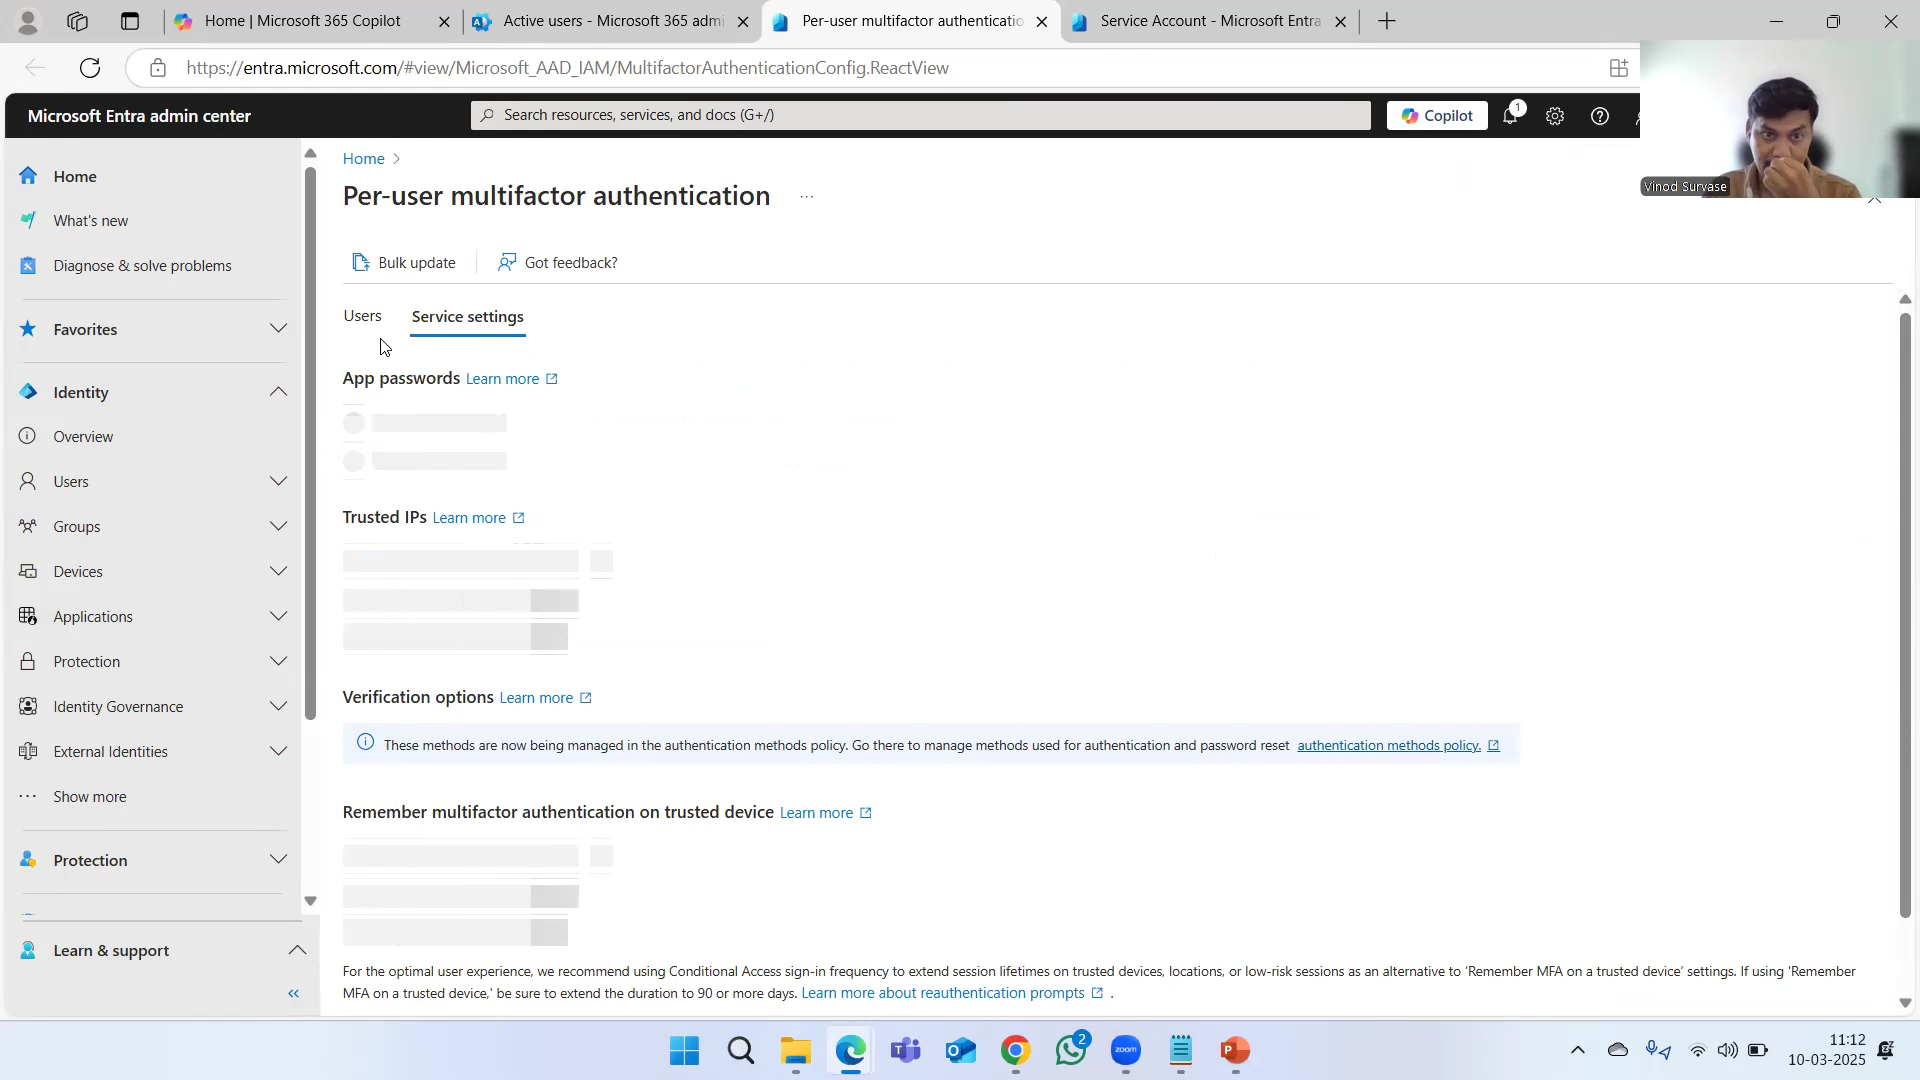 Home | Microsoft 365 Copilot
Active users - Microsoft 365 admi
Per-user multifactor authenticatio
Service Account - Microsoft Entra
https://entra.microsoft.com/#view/Microsoft_AAD_IAM/MultifactorAuthenticationConfig.ReactView
Microsoft Entra admin center
Search resources, services, and docs (G+/)
Copilot
1
Vinod Survase
Home
What's new
Diagnose & solve problems
Favorites
Identity
Overview
Users
Groups
Devices
Applications
Protection
Identity Governance
External Identities
Show more
Protection
Learn & support
Home
Per-user multifactor authentication
Bulk update
Got feedback?
Users
Service settings
App passwords Learn more
Trusted IPs Learn more
Verification options Learn more
These methods are now being managed in the authentication methods policy. Go there to manage methods used for authentication and password reset authentication methods policy.
Remember multifactor authentication on trusted device Learn more
For the optimal user experience, we recommend using Conditional Access sign-in frequency to extend session lifetimes on trusted devices, locations, or low-risk sessions as an alternative to 'Remember MFA on a trusted device' settings. If using 'Remember
MFA on a trusted device,' be sure to extend the duration to 90 or more days. Learn more about reauthentication prompts .
zoom
2
11:12
10-03-2025